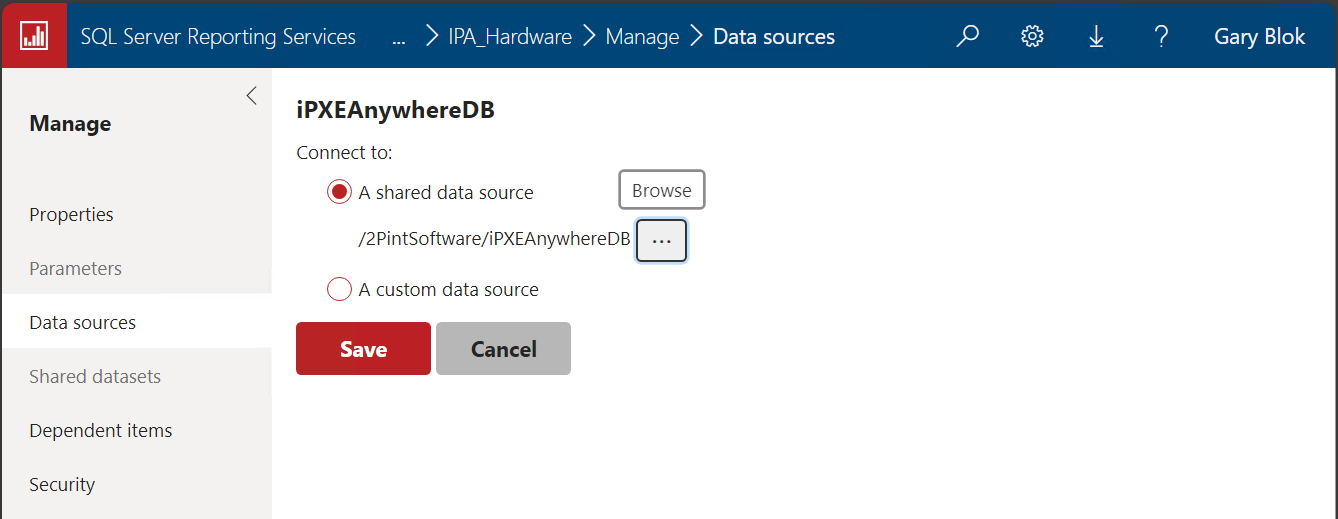 SQL Server Reporting Services ... > IPA_Hardware > Manage > Data sources ? Gary Blok
Manage
Properties
Parameters
Data sources
Shared datasets
Dependent items
Security
iPXEAnywhereDB
Connect to:
A shared data source Browse
/2PintSoftware/iPXEAnywhereDB ...
A custom data source
Save Cancel